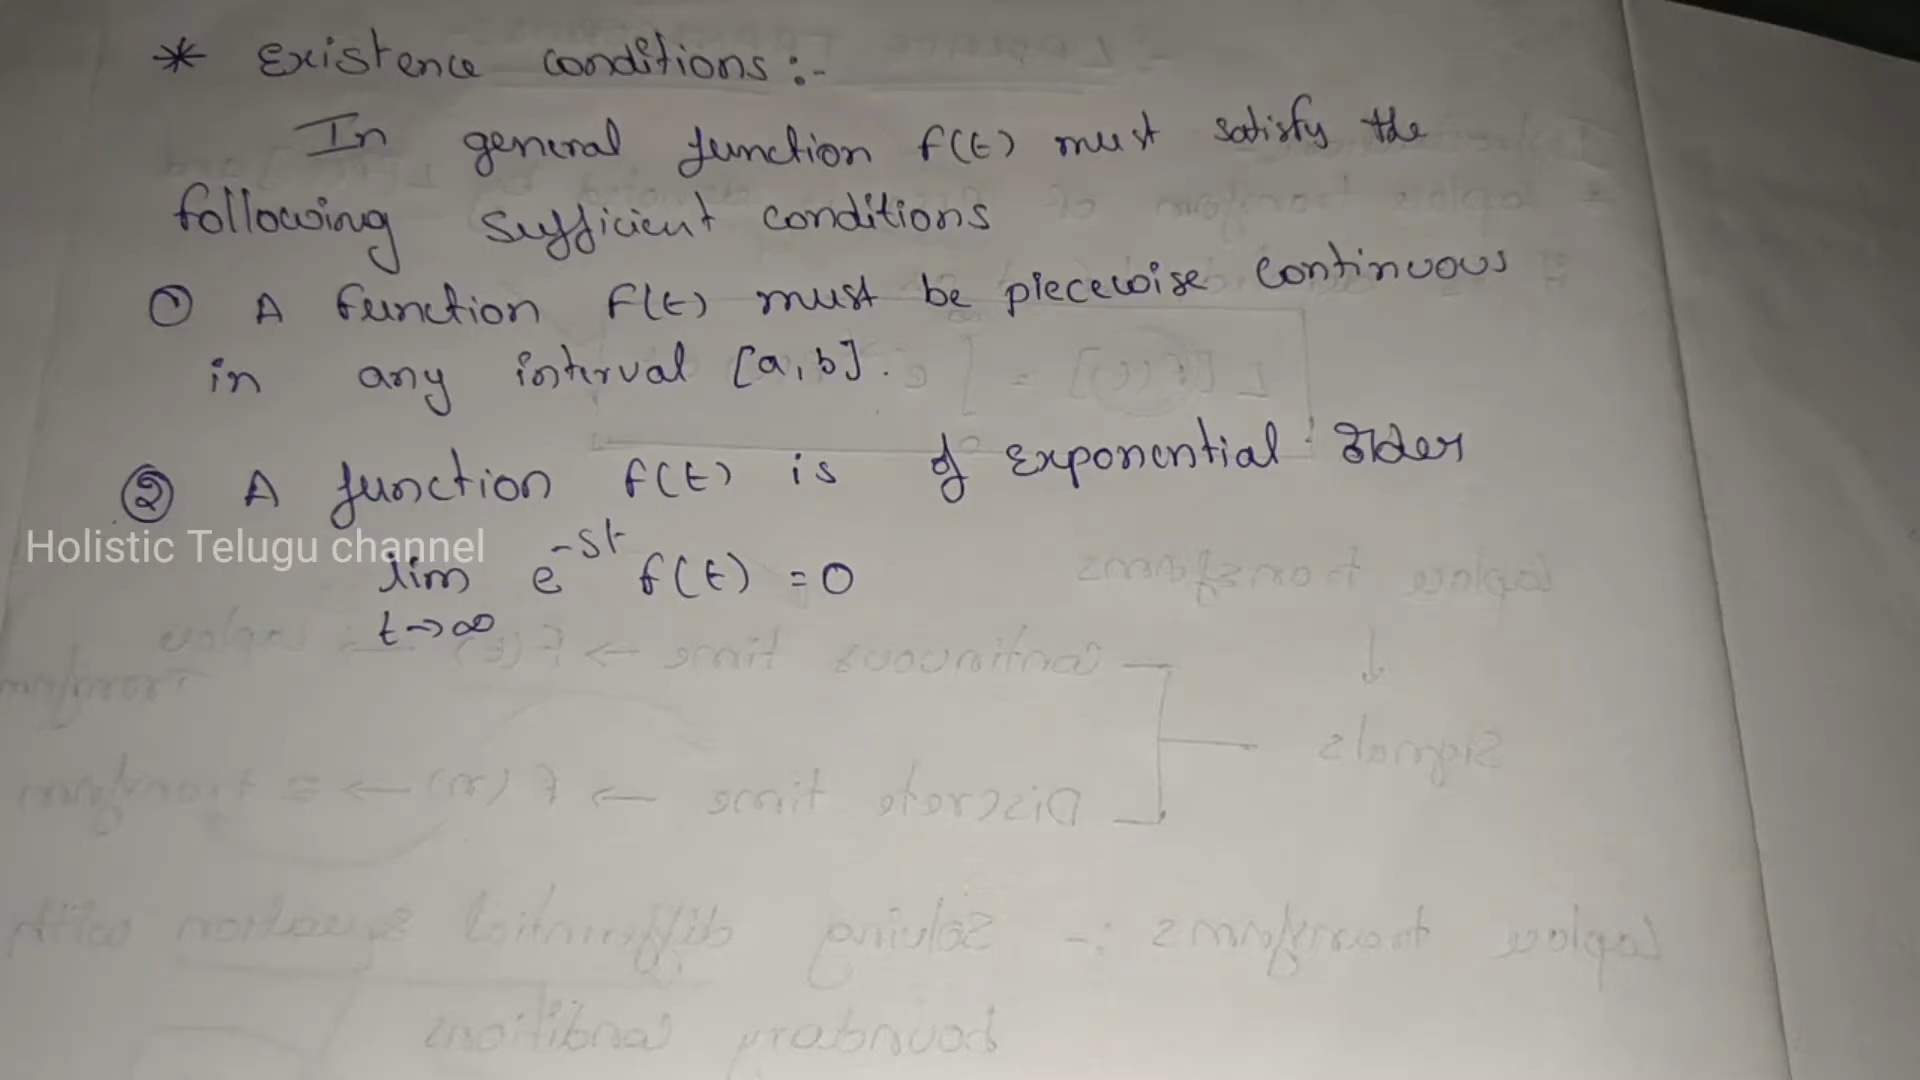 * Existence conditions:-
In general function f(t) must satisfy the
following sufficient conditions
① A function F(t) must be piecewise continuous
in any interval [a,b].
② A function f(t) is of Exponential order
Holistic Telugu channel
lim e^-st f(t) = 0
t→∞